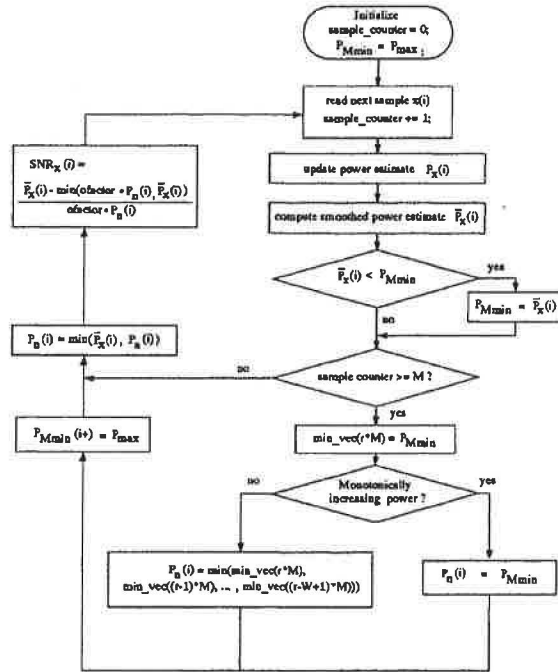 Initialize
sample_counter = 0;
P_Mmin = P_max ;
read next sample x(i)
sample_counter += 1;
update power estimate P_x(i)
compute smoothed power estimate P̅_x(i)
P̅_x(i) < P_Mmin
yes
P_Mmin = P̅_x(i)
no
sample counter >= M ?
no
yes
min_vec(r*M) = P_Mmin
Monotonically
increasing power ?
no
yes
P_n(i) = min(min_vec(r*M),
min_vec((r-1)*M), ... , min_vec((r-W+1)*M)))
P_n(i) = P_Mmin
P_Mmin (i+) = P_max
P_n(i) = min(P̅_x(i), P_n(i))
SNR_x (i) =
P̅_x(i) - min(ofactor * P_n(i), P̅_x(i))
ofactor * P_n(i)